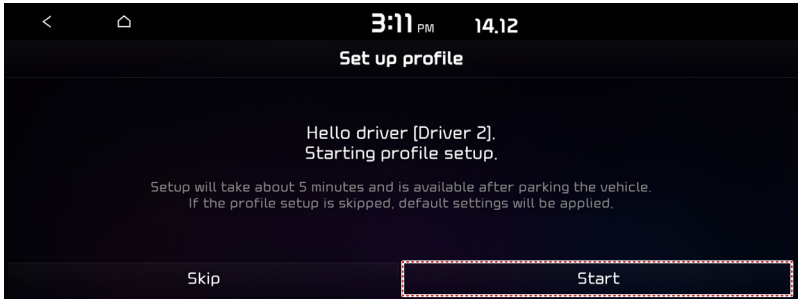 3:11 PM 14.12
Set up profile
Hello driver [Driver 2].
Starting profile setup.
Setup will take about 5 minutes and is available after parking the vehicle.
If the profile setup is skipped, default settings will be applied.
Skip Start